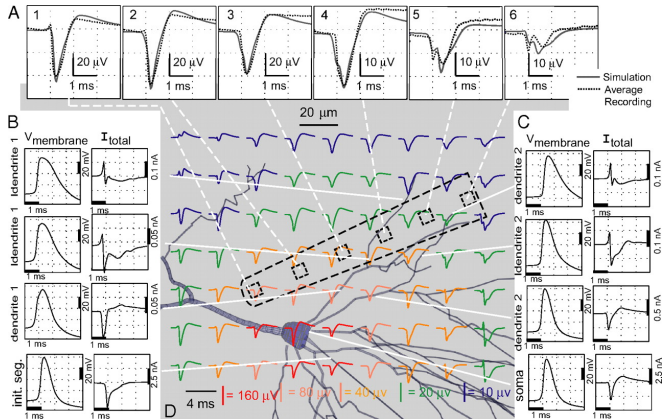 A
1
2
3
4
5
6
20 µV
1 ms
20 µV
1 ms
20 µV
1 ms
10 µV
1 ms
10 µV
1 ms
10 µV
1 ms
Simulation
Average
Recording
20 µm
B
Vmembrane
Itotal
dendrite 1
20 mV
0.1 nA
1 ms
dendrite 1
20 mV
0.05 nA
1 ms
dendrite 1
20 mV
0.05 nA
1 ms
init. seg.
20 mV
2.5 nA
1 ms
C
Vmembrane
Itotal
dendrite 2
20 mV
0.1 nA
1 ms
dendrite 2
20 mV
0.1 nA
1 ms
dendrite 2
20 mV
0.5 nA
1 ms
soma
20 mV
2.5 nA
1 ms
D
4 ms
= 160 µv
= 80 µv
= 40 µv
= 20 µv
= 10 µv